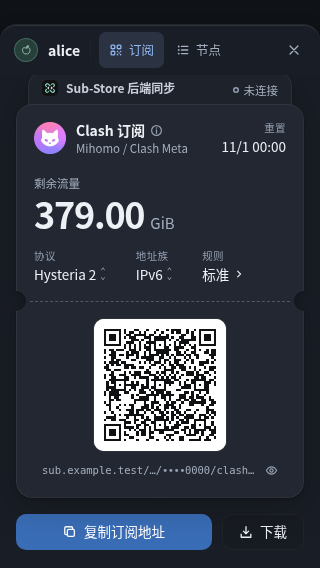 alice 订阅 节点
Sub-Store 后端同步 未连接
Clash 订阅 重置
Mihomo / Clash Meta 11/1 00:00
剩余流量
379.00 GiB
协议 地址族 规则
Hysteria 2 IPv6 标准
sub.example.test/…/••••0000/clash…
复制订阅地址 下载